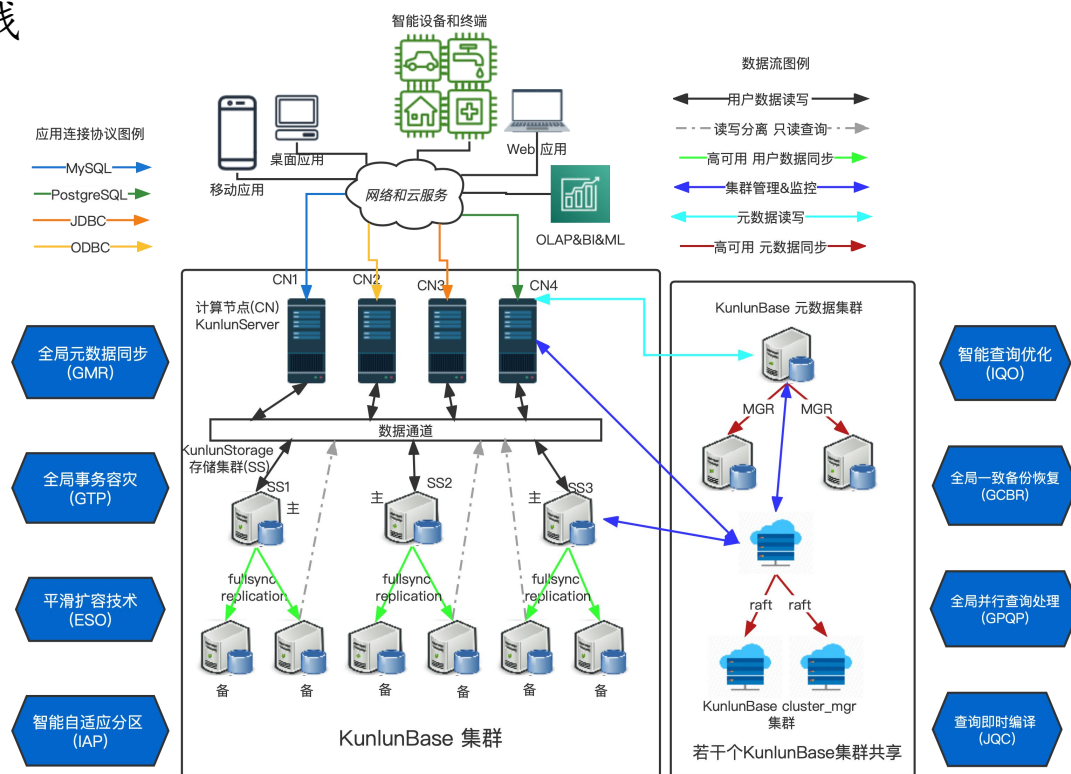 智能设备和终端
数据流图例
用户数据读写
读写分离 只读查询
高可用 用户数据同步
集群管理&监控
元数据读写
高可用 元数据同步
应用连接协议图例
MySQL
PostgreSQL
JDBC
ODBC
移动应用
桌面应用
Web 应用
网络和云服务
OLAP&BI&ML
CN1
CN2
CN3
CN4
计算节点(CN)
KunlunServer
数据通道
KunlunStorage
存储集群(SS)
SS1
主
SS2
主
SS3
主
fullsync
replication
fullsync
replication
fullsync
replication
备
备
备
备
备
备
KunlunBase 集群
KunlunBase 元数据集群
MGR
MGR
raft
raft
KunlunBase cluster_mgr
集群
若干个KunlunBase集群共享
全局元数据同步
(GMR)
全局事务容灾
(GTP)
平滑扩容技术
(ESO)
智能自适应分区
(IAP)
智能查询优化
(IQO)
全局一致备份恢复
(GCBR)
全局并行查询处理
(GPQP)
查询即时编译
(JQC)